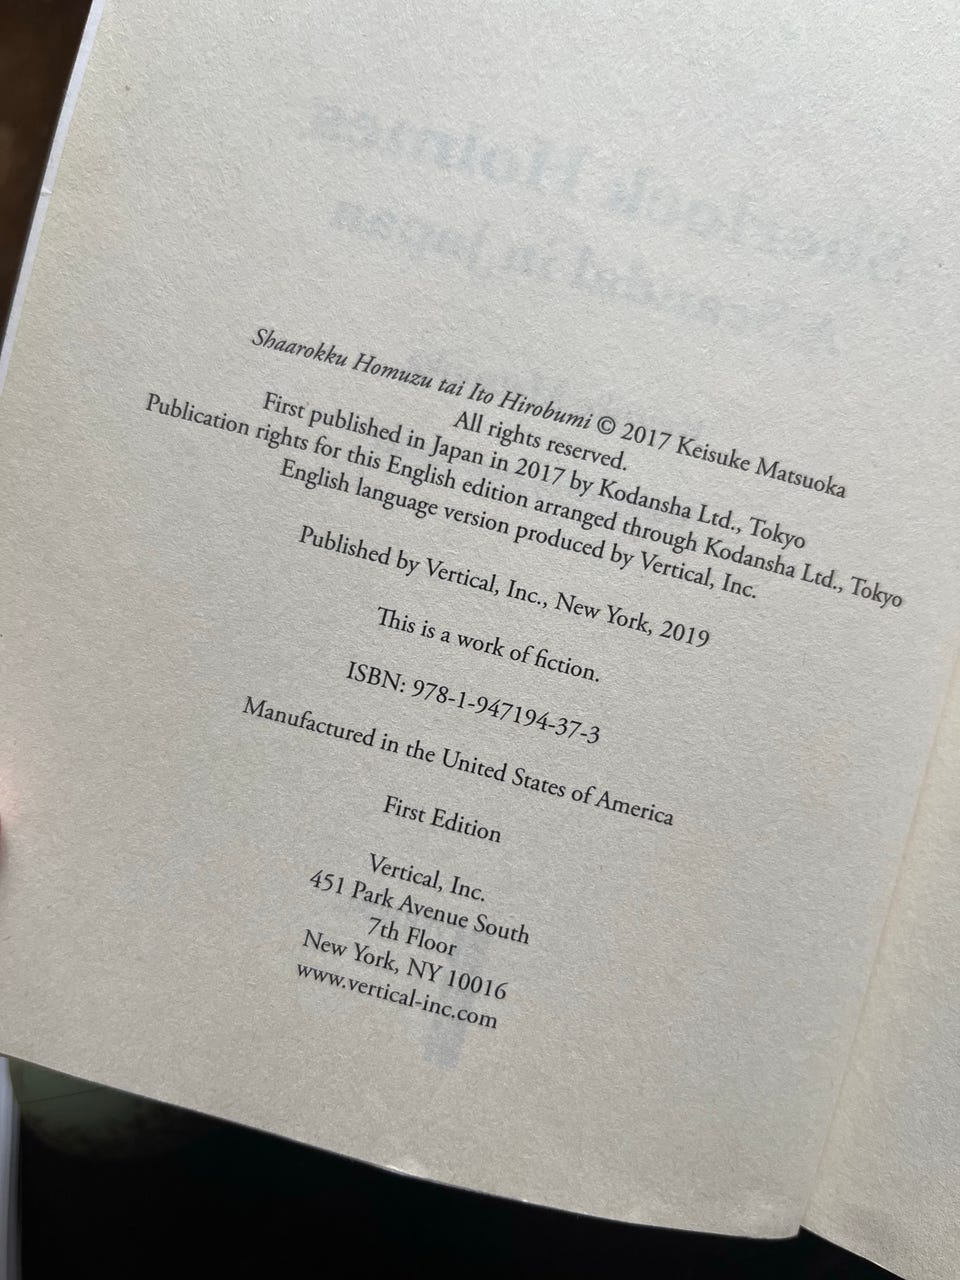 Shaarokku Homuzu tai Ito Hirobumi © 2017 Keisuke Matsuoka
All rights reserved.
First published in Japan in 2017 by Kodansha Ltd., Tokyo
Publication rights for this English edition arranged through Kodansha Ltd., Tokyo
English language version produced by Vertical, Inc.
Published by Vertical, Inc., New York, 2019
This is a work of fiction.
ISBN: 978-1-947194-37-3
Manufactured in the United States of America
First Edition
Vertical, Inc.
451 Park Avenue South
7th Floor
New York, NY 10016
www.vertical-inc.com